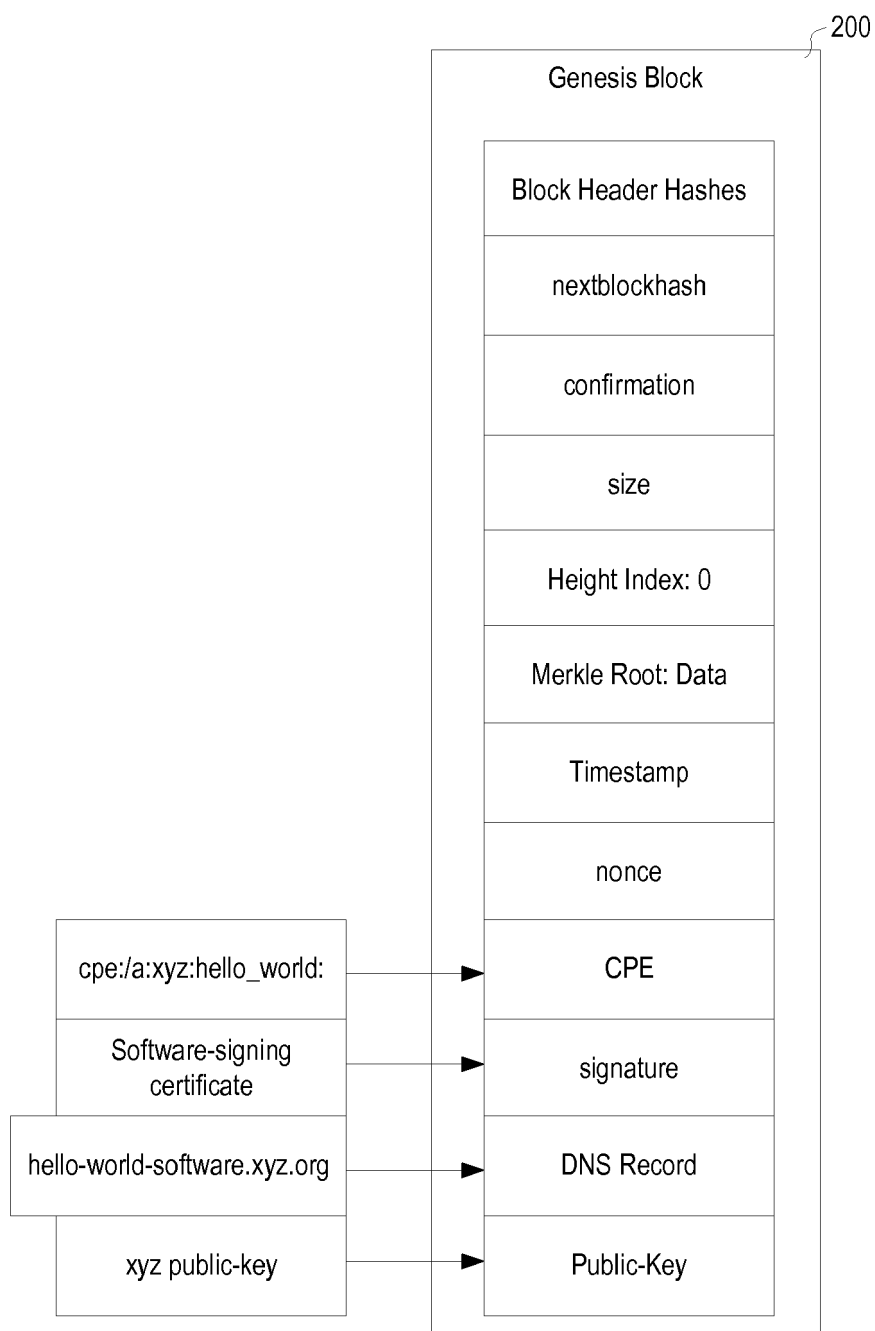 200
Genesis Block
Block Header Hashes
nextblockhash
confirmation
size
Height Index: 0
Merkle Root: Data
Timestamp
nonce
cpe:/a:xyz:hello_world:
CPE
Software-signing
certificate
signature
hello-world-software.xyz.org
DNS Record
xyz public-key
Public-Key